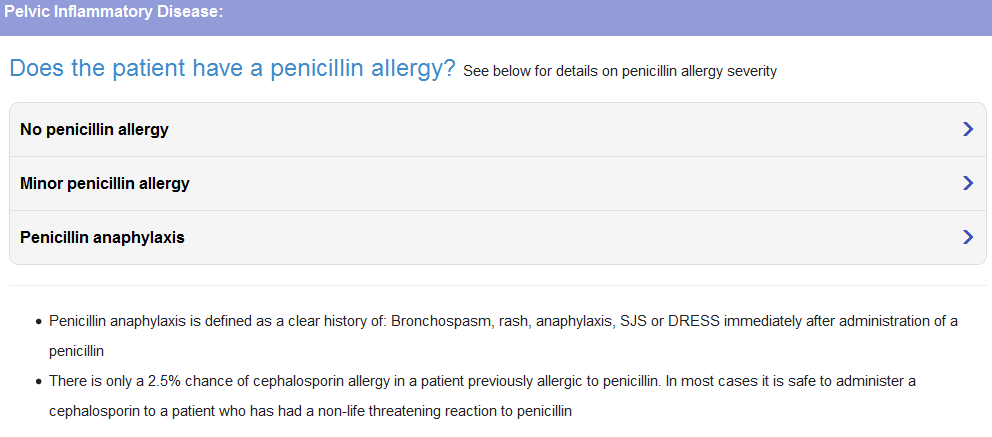 Pelvic Inflammatory Disease:
Does the patient have a penicillin allergy? See below for details on penicillin allergy severity
No penicillin allergy
Minor penicillin allergy
Penicillin anaphylaxis
• Penicillin anaphylaxis is defined as a clear history of: Bronchospasm, rash, anaphylaxis, SJS or DRESS immediately after administration of a
penicillin
• There is only a 2.5% chance of cephalosporin allergy in a patient previously allergic to penicillin. In most cases it is safe to administer a
cephalosporin to a patient who has had a non-life threatening reaction to penicillin